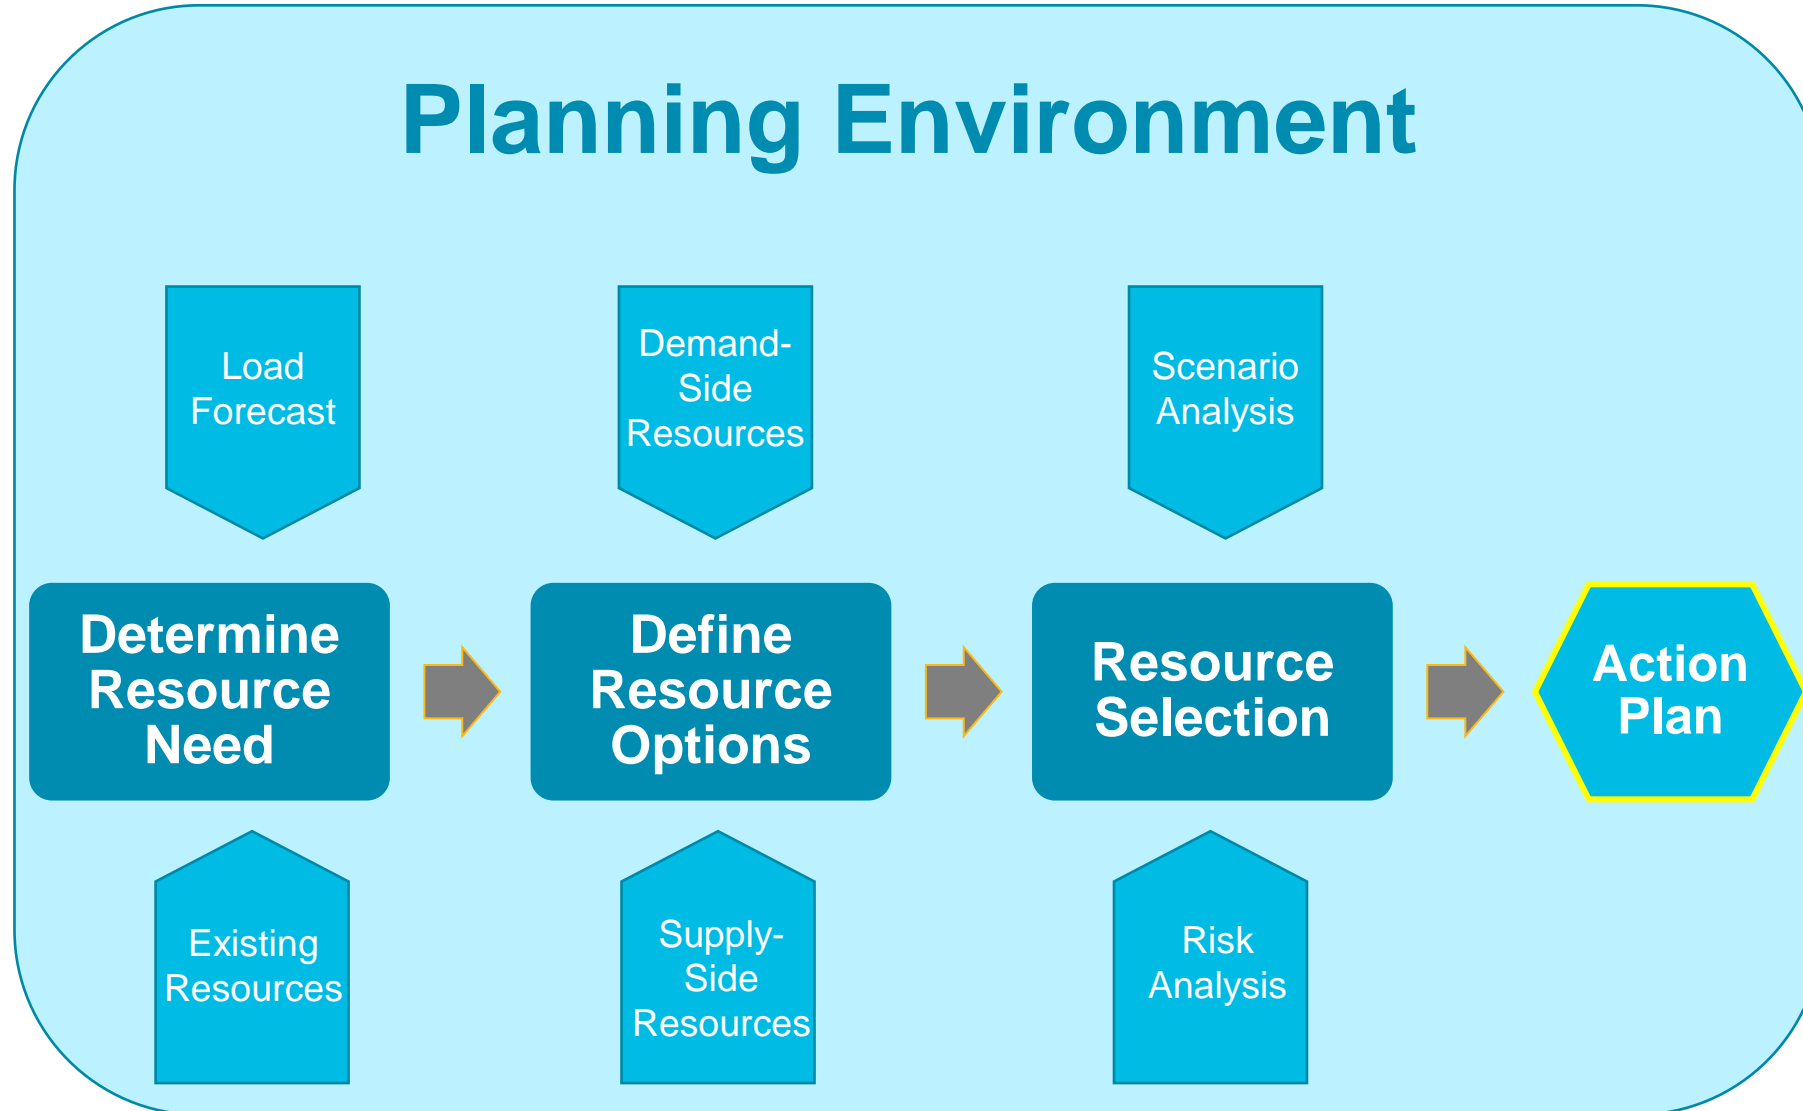 Planning Environment
Load
Forecast
Demand-
Side
Resources
Scenario
Analysis
Determine
Resource
Need
Define
Resource
Options
Resource
Selection
Action
Plan
Existing
Resources
Supply-
Side
Resources
Risk
Analysis